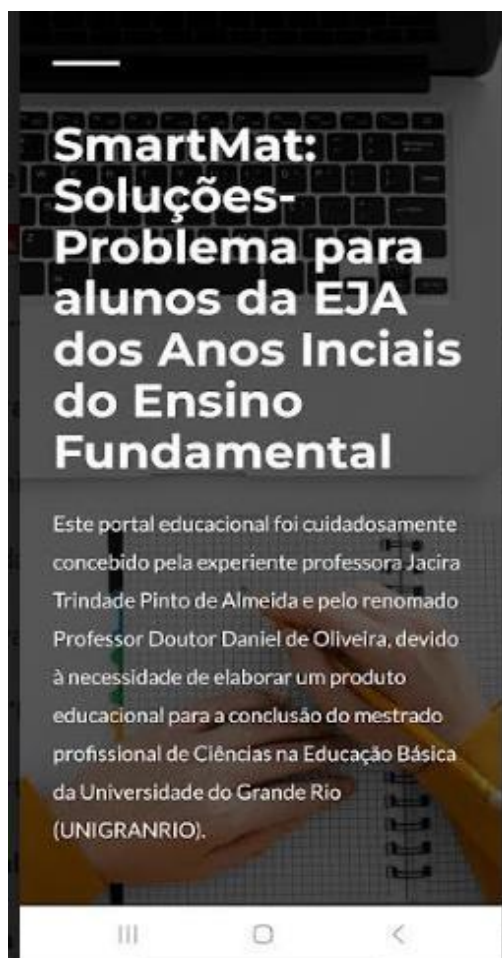 SmartMat:
Soluções-
Problema para
alunos da EJA
dos Anos Inciais
do Ensino
Fundamental
Este portal educacional foi cuidadosamente
concebido pela experiente professora Jacira
Trindade Pinto de Almeida e pelo renomado
Professor Doutor Daniel de Oliveira, devido
à necessidade de elaborar um produto
educacional para a conclusão do mestrado
profissional de Ciências na Educação Básica
da Universidade do Grande Rio
(UNIGRANRIO).